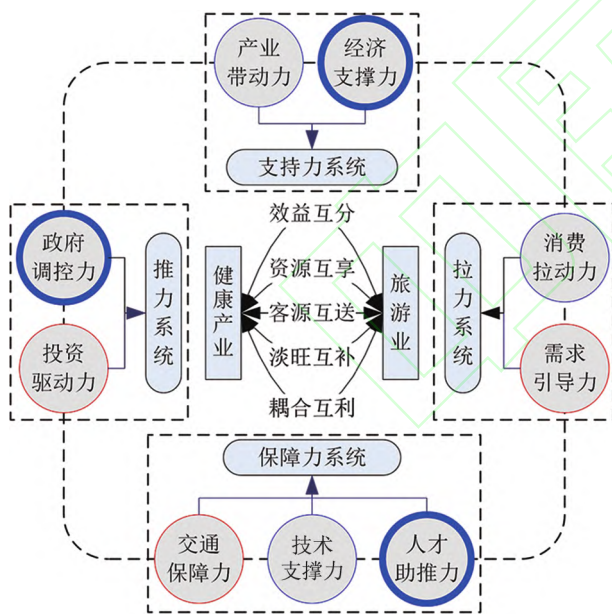 产业
带动力
经济
支撑力
支持力系统
政府
调控力
投资
驱动力
推力系统
健康产业
效益互分
资源互享
客源互送
淡旺互补
耦合互利
旅游业
拉力系统
消费
拉动力
需求
引导力
保障力系统
交通
保障力
技术
支撑力
人才
助推力